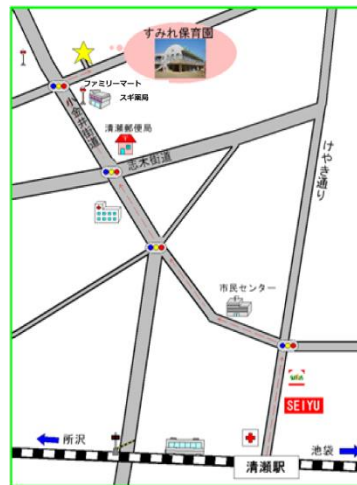 すみれ保育園
ファミリーマート
スギ薬局
小金井街道
清瀬郵便局
志木街道
けやき通り
市民センター
SEIYU
所沢
池袋
清瀬駅